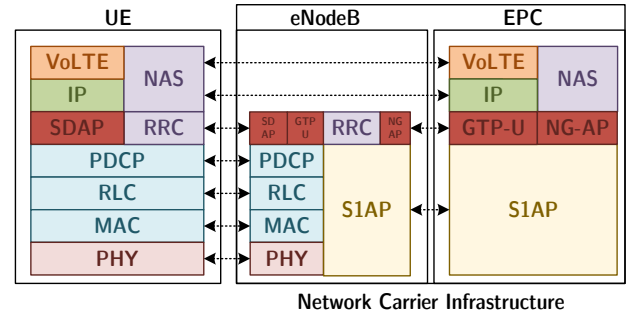 UE eNodeB EPC
VoLTE NAS VoLTE NAS
IP IP
SDAP RRC SD AP GTP U RRC NG AP GTP-U NG-AP
PDCP PDCP
RLC RLC S1AP S1AP
MAC MAC
PHY PHY
Network Carrier Infrastructure